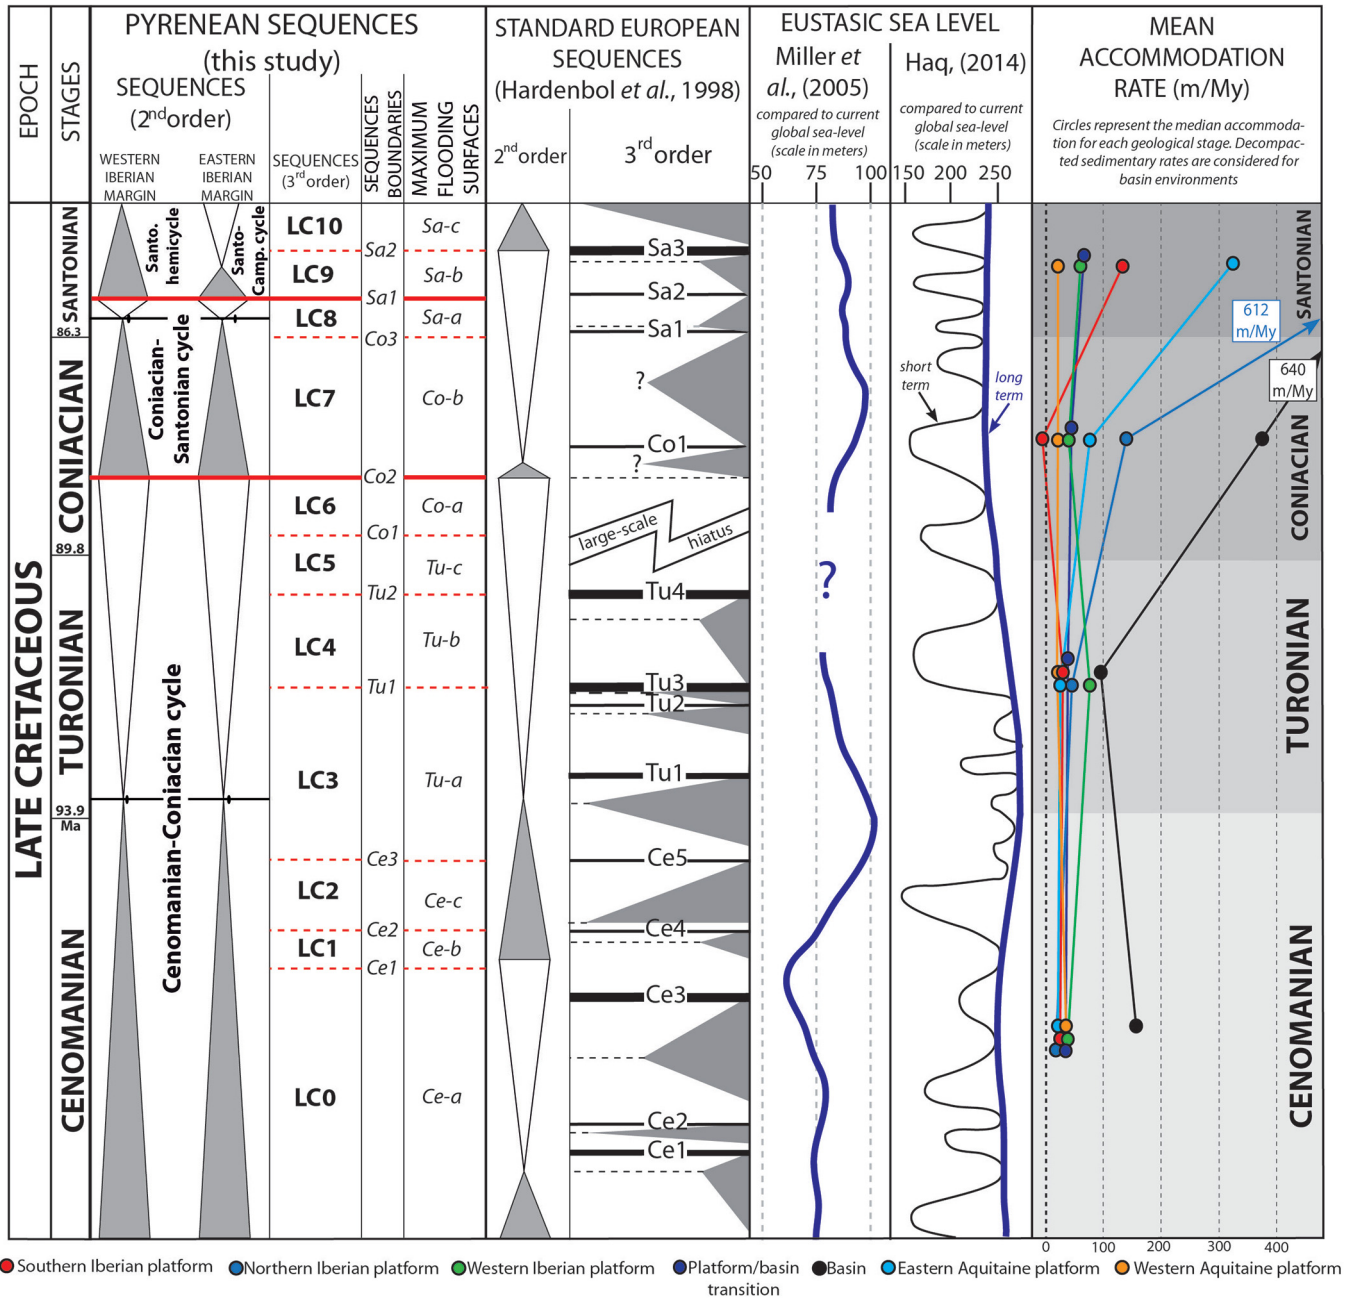 EPOCH
STAGES
PYRENEAN SEQUENCES
(this study)
SEQUENCES
(2nd order)
WESTERN
IBERIAN
MARGIN
EASTERN
IBERIAN
MARGIN
SEQUENCES
(3rd order)
SEQUENCES
BOUNDARIES
MAXIMUM
FLOODING
SURFACES
STANDARD EUROPEAN
SEQUENCES
(Hardenbol et al., 1998)
2nd order
3rd order
EUSTASIC SEA LEVEL
Miller et
al., (2005)
compared to current
global sea-level
(scale in meters)
50 75 100
Haq, (2014)
compared to current
global sea-level
(scale in meters)
150 200 250
MEAN
ACCOMMODATION
RATE (m/My)
Circles represent the median accommoda-
tion for each geological stage. Decompac-
ted sedimentary rates are considered for
basin environments
LATE CRETACEOUS
SANTONIAN
86.3
CONIACIAN
89.8
TURONIAN
93.9
Ma
CENOMANIAN
Santo.
hemicycle
Santo-
Camp. cycle
Coniacian-
Santonian cycle
Cenomanian-Coniacian cycle
LC10
LC9
LC8
LC7
LC6
LC5
LC4
LC3
LC2
LC1
LC0
Sa2
Sa1
Co3
Co2
Co1
Tu2
Tu1
Ce3
Ce2
Ce1
Sa-c
Sa-b
Sa-a
Co-b
Co-a
Tu-c
Tu-b
Tu-a
Ce-c
Ce-b
Ce-a
Sa3
Sa2
Sa1
?
Co1
?
large-scale
hiatus
Tu4
Tu3
Tu2
Tu1
Ce5
Ce4
Ce3
Ce2
Ce1
?
short
term
long
term
612
m/My
640
m/My
SANTONIAN
CONIACIAN
TURONIAN
CENOMANIAN
0 100 200 300 400
Southern Iberian platform
Northern Iberian platform
Western Iberian platform
Platform/basin
transition
Basin
Eastern Aquitaine platform
Western Aquitaine platform